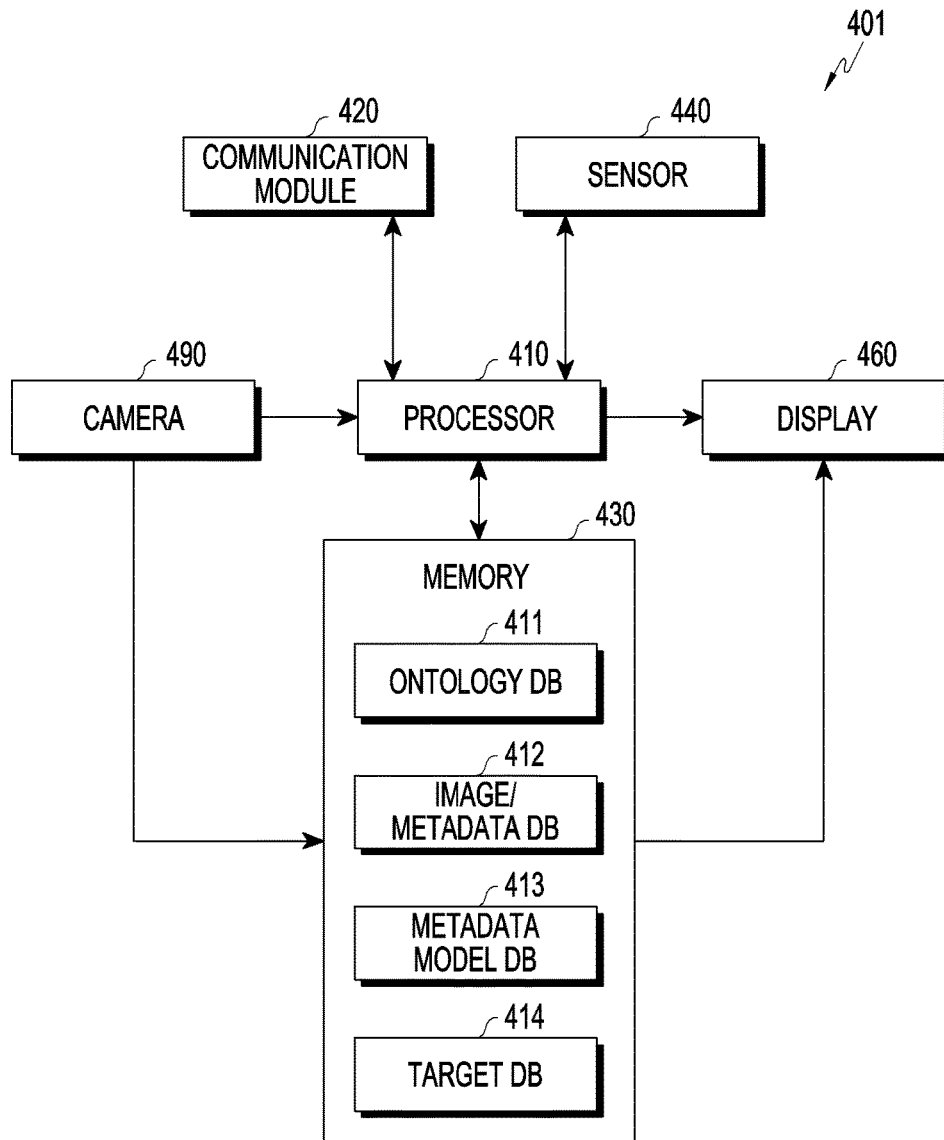 401
420
COMMUNICATION
MODULE
440
SENSOR
490
CAMERA
410
PROCESSOR
460
DISPLAY
430
MEMORY
411
ONTOLOGY DB
412
IMAGE/
METADATA DB
413
METADATA
MODEL DB
414
TARGET DB